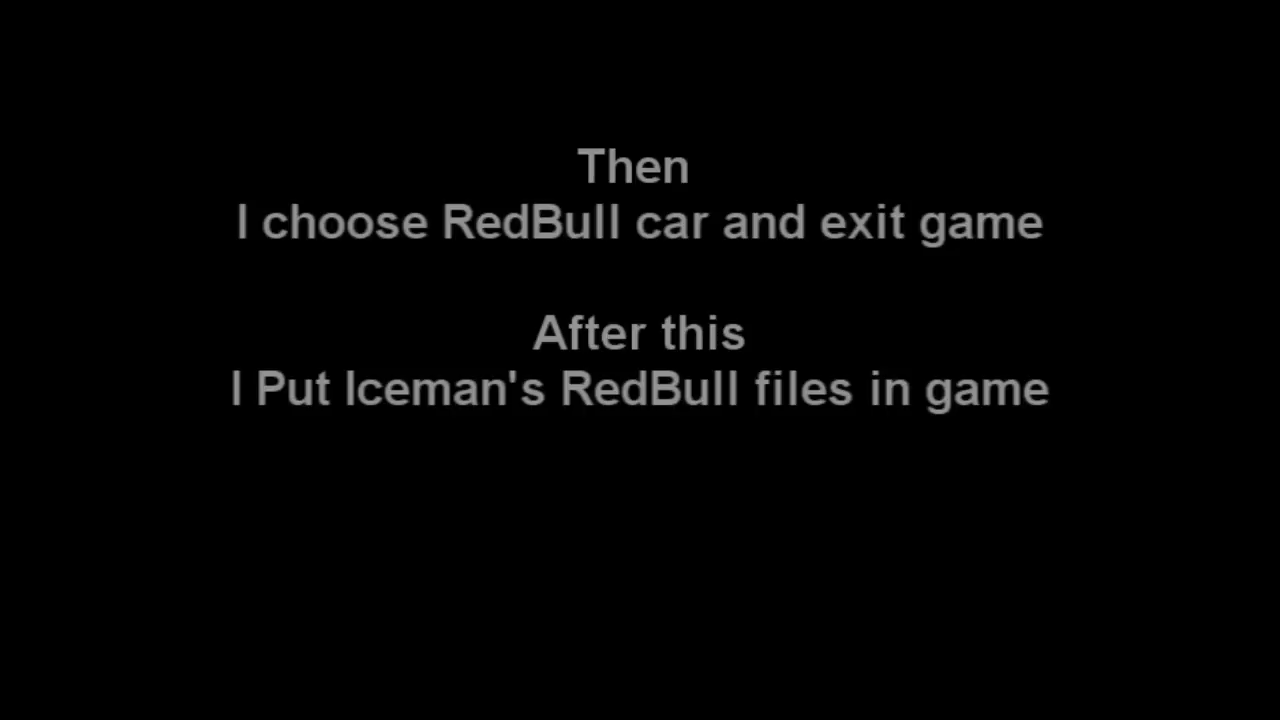 Then
I choose RedBull car and exit game
After this
I Put Iceman's RedBull files in game